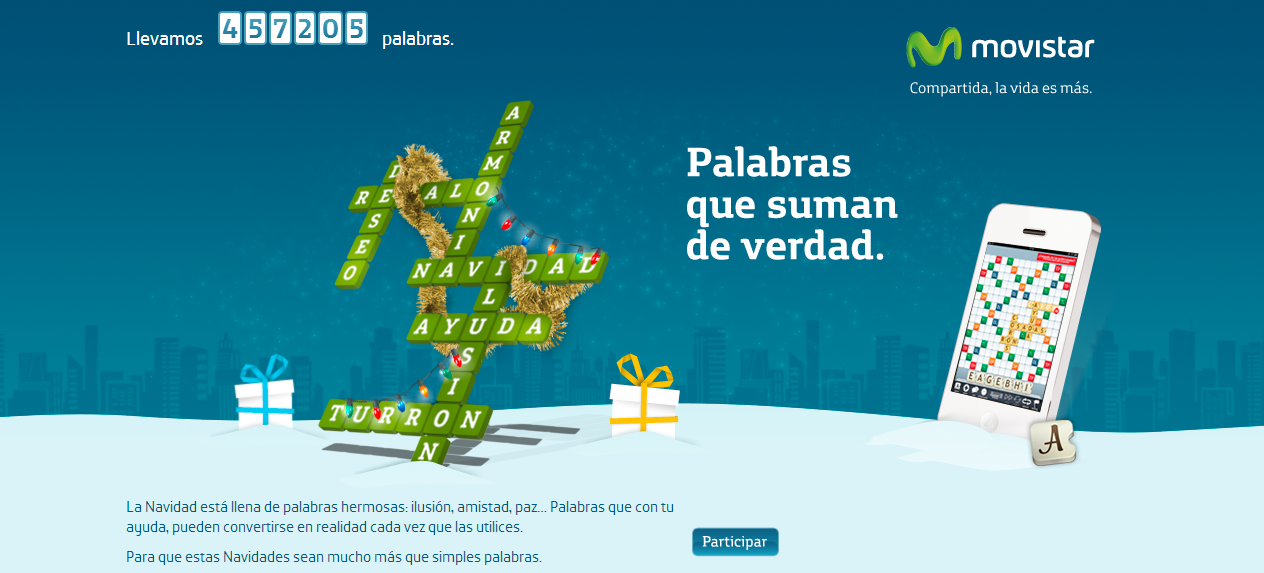 Llevamos 457205 palabras.
movistar
Compartida, la vida es más.
Palabras
que suman
de verdad.
ARMONIA
DESEO
REGALO
NAVIDAD
ILUSION
AYUDA
TURRON
EAGEBHI
A
La Navidad está llena de palabras hermosas: ilusión, amistad, paz... Palabras que con tu
ayuda, pueden convertirse en realidad cada vez que las utilices.
Participar
Para que estas Navidades sean mucho más que simples palabras.